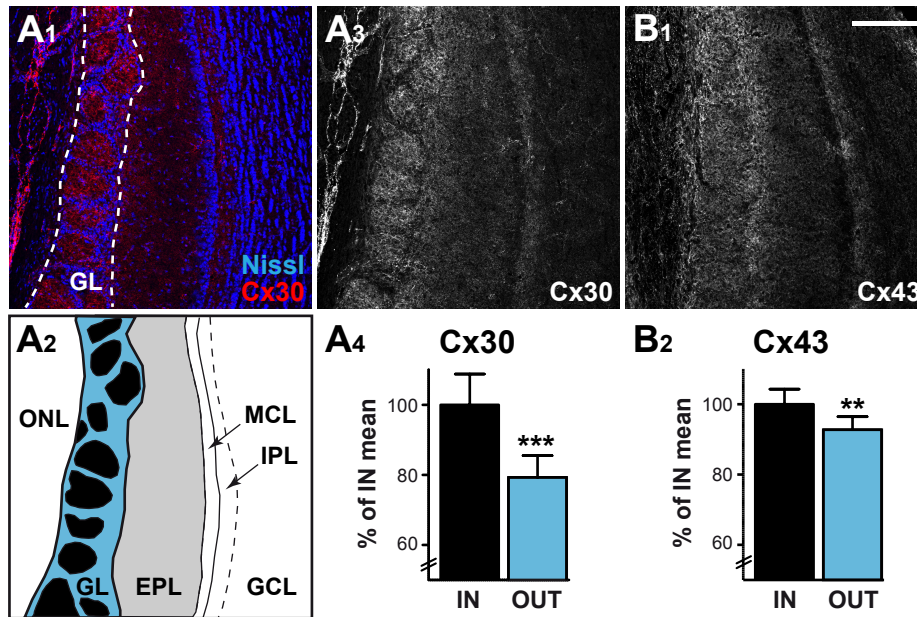 A1
GL
Nissl
Cx30
A3
Cx30
B1
Cx43
A2
ONL
MCL
IPL
GL
EPL
GCL
A4
Cx30
% of IN mean
100
80
60
***
IN
OUT
B2
Cx43
% of IN mean
100
80
60
**
IN
OUT